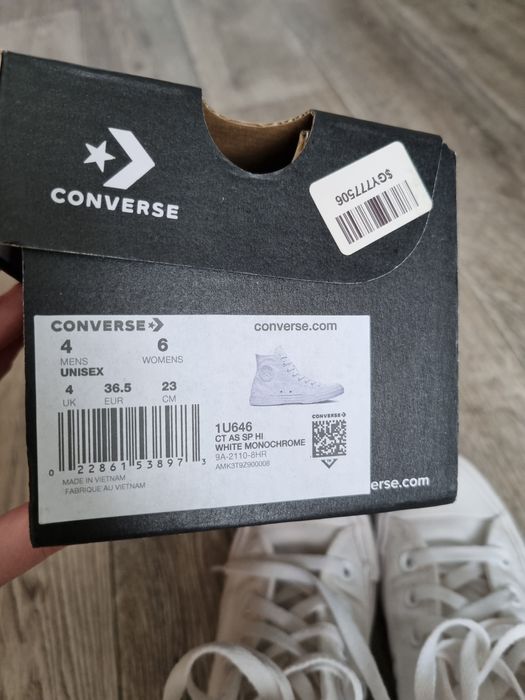 CONVERSE
$GY777506
CONVERSE
converse.com
4 6
MENS WOMENS
UNISEX
4 36.5 23
UK EUR CM
0 22861 53897 3
MADE IN VIETNAM
FABRIQUE AU VIETNAM
1U646
CT AS SP HI
WHITE MONOCHROME
9A-2110-8HR
AMK3T9Z900008
CONVERSE
erse.com